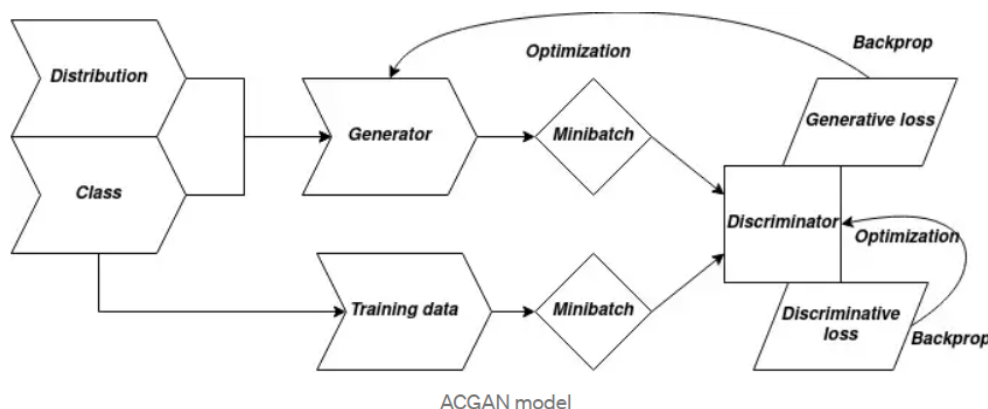 Distribution
Class
Generator
Training data
Minibatch
Minibatch
Optimization
Backprop
Generative loss
Discriminator
Optimization
Discriminative
loss
Backprop
ACGAN model